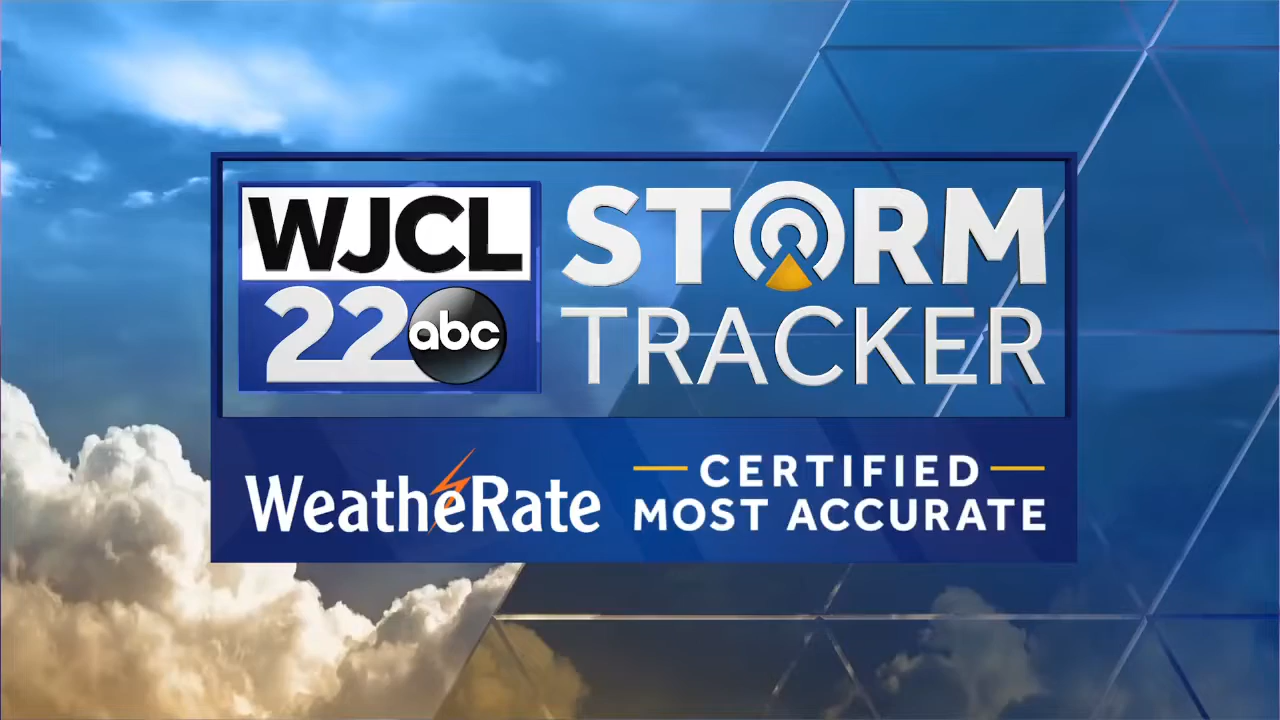 WJCL
22 abc
STORM
TRACKER
WeatheRate
CERTIFIED
MOST ACCURATE